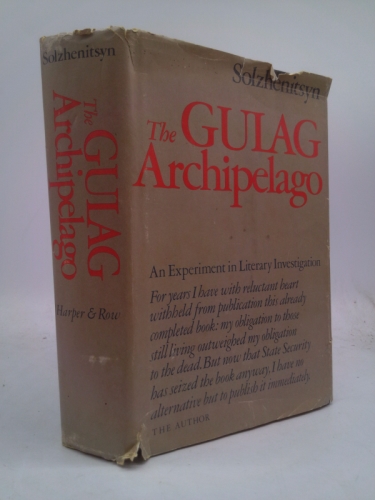 Solzhenitsyn
The
GULAG
Archipelago
Harper & Row
Solzhenitsyn
The GULAG
Archipelago
An Experiment in Literary Investigation
For years I have with reluctant heart
withheld from publication this already
completed book: my obligation to those
still living outweighed my obligation
to the dead. But now that State Security
has seized the book anyway, I have no
alternative but to publish it immediately.
THE AUTHOR